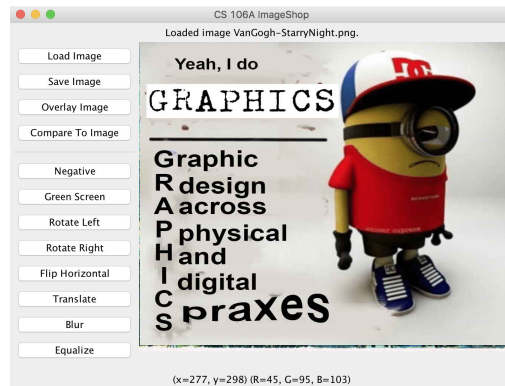 CS 106A ImageShop
Loaded image VanGogh-StarryNight.png.
Load Image
Save Image
Overlay Image
Compare To Image
Negative
Green Screen
Rotate Left
Rotate Right
Flip Horizontal
Translate
Blur
Equalize
Yeah, I do
GRAPHICS
Graphic
R design
A across
P physical
H and
I digital
C praxes
S
DC
(x=277, y=298) (R=45, G=95, B=103)